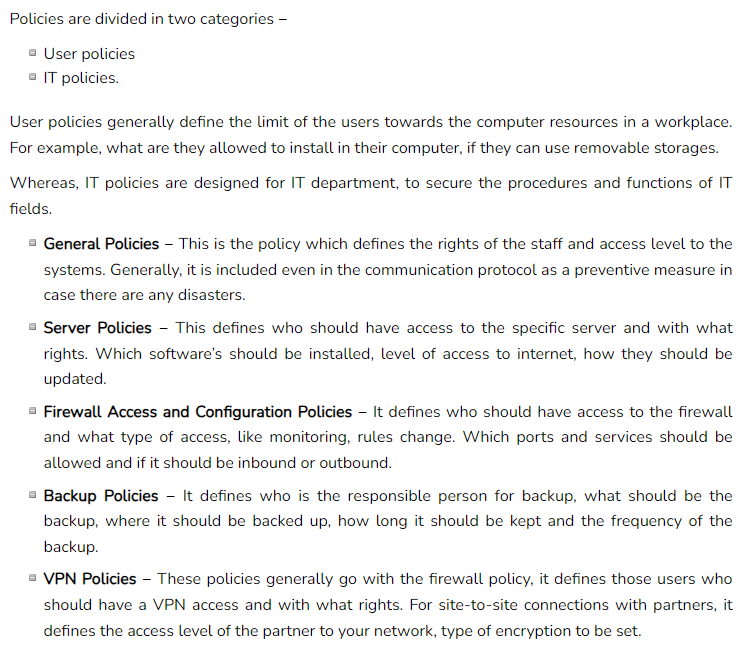 Policies are divided in two categories –
User policies
IT policies.
User policies generally define the limit of the users towards the computer resources in a workplace.
For example, what are they allowed to install in their computer, if they can use removable storages.
Whereas, IT policies are designed for IT department, to secure the procedures and functions of IT
fields.
General Policies – This is the policy which defines the rights of the staff and access level to the
systems. Generally, it is included even in the communication protocol as a preventive measure in
case there are any disasters.
Server Policies – This defines who should have access to the specific server and with what
rights. Which software's should be installed, level of access to internet, how they should be
updated.
Firewall Access and Configuration Policies – It defines who should have access to the firewall
and what type of access, like monitoring, rules change. Which ports and services should be
allowed and if it should be inbound or outbound.
Backup Policies – It defines who is the responsible person for backup, what should be the
backup, where it should be backed up, how long it should be kept and the frequency of the
backup.
VPN Policies – These policies generally go with the firewall policy, it defines those users who
should have a VPN access and with what rights. For site-to-site connections with partners, it
defines the access level of the partner to your network, type of encryption to be set.